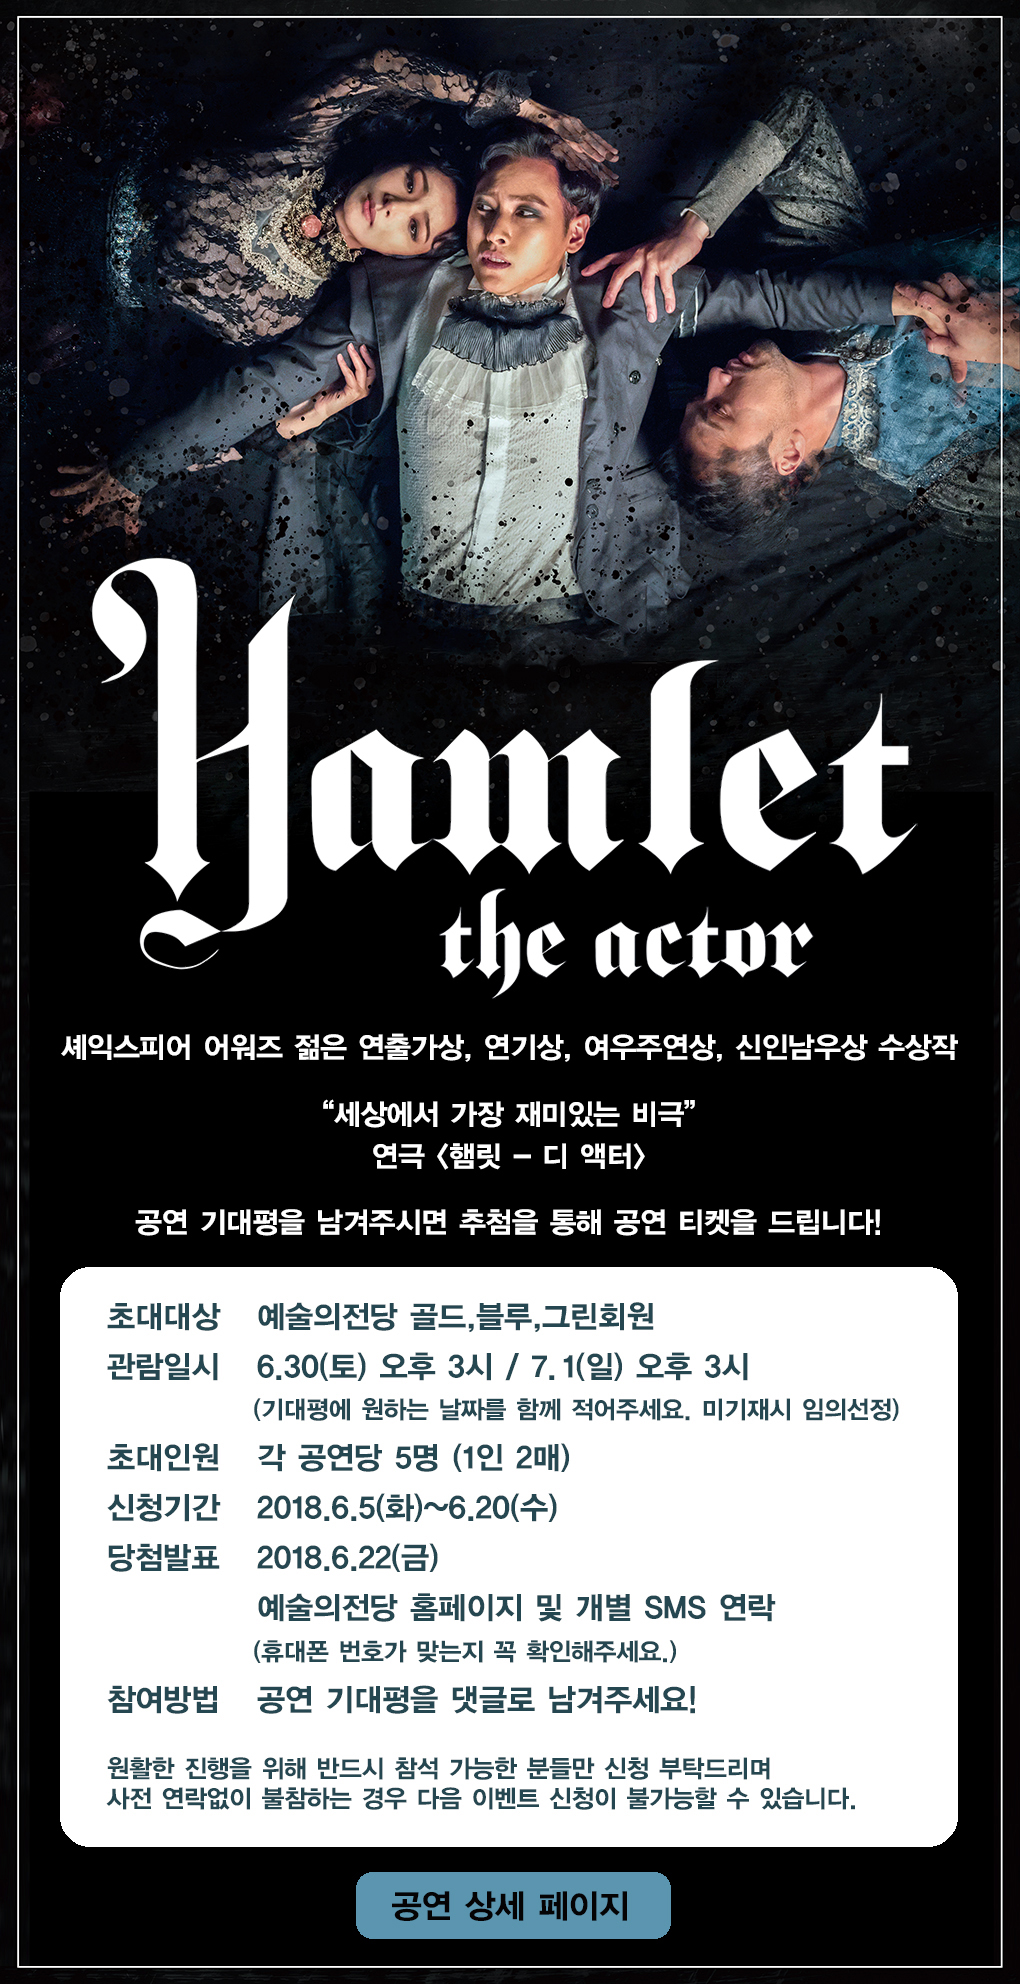 Hamlet
the actor
셰익스피어 어워즈 젊은 연출가상, 연기상, 여우주연상, 신인남우상 수상작
“세상에서 가장 재미있는 비극”
연극 <햄릿 – 디 액터>
공연 기대평을 남겨주시면 추첨을 통해 공연 티켓을 드립니다!
초대대상 예술의전당 골드,블루,그린회원
관람일시 6.30(토) 오후 3시 / 7.1(일) 오후 3시
(기대평에 원하는 날짜를 함께 적어주세요. 미기재시 임의선정)
초대인원 각 공연당 5명 (1인 2매)
신청기간 2018.6.5(화)~6.20(수)
당첨발표 2018.6.22(금)
예술의전당 홈페이지 및 개별 SMS 연락
(휴대폰 번호가 맞는지 꼭 확인해주세요.)
참여방법 공연 기대평을 댓글로 남겨주세요!
원활한 진행을 위해 반드시 참석 가능한 분들만 신청 부탁드리며
사전 연락없이 불참하는 경우 다음 이벤트 신청이 불가능할 수 있습니다.
공연 상세 페이지